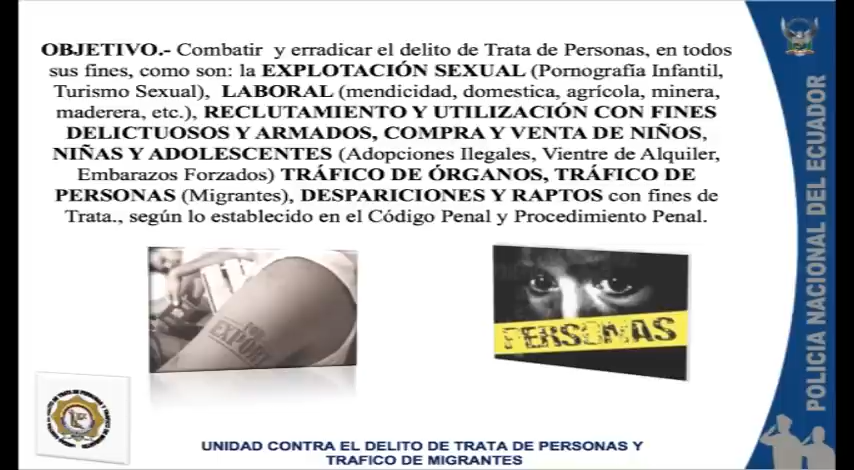 OBJETIVO.- Combatir y erradicar el delito de Trata de Personas, en todos
sus fines, como son: la EXPLOTACIÓN SEXUAL (Pornografía Infantil,
Turismo Sexual), LABORAL (mendicidad, domestica, agrícola, minera,
maderera, etc.), RECLUTAMIENTO Y UTILIZACIÓN CON FINES
DELICTUOSOS Y ARMADOS, COMPRA Y VENTA DE NIÑOS,
NIÑAS Y ADOLESCENTES (Adopciones Ilegales, Vientre de Alquiler,
Embarazos Forzados) TRÁFICO DE ÓRGANOS, TRÁFICO DE
PERSONAS (Migrantes), DESPARICIONES Y RAPTOS con fines de
Trata., según lo establecido en el Código Penal y Procedimiento Penal.
FOR
EXPORT
PERSONAS
UNIDAD CONTRA EL DELITO DE TRATA DE PERSONAS Y
TRAFICO DE MIGRANTES
POLICIA NACIONAL DEL ECUADOR